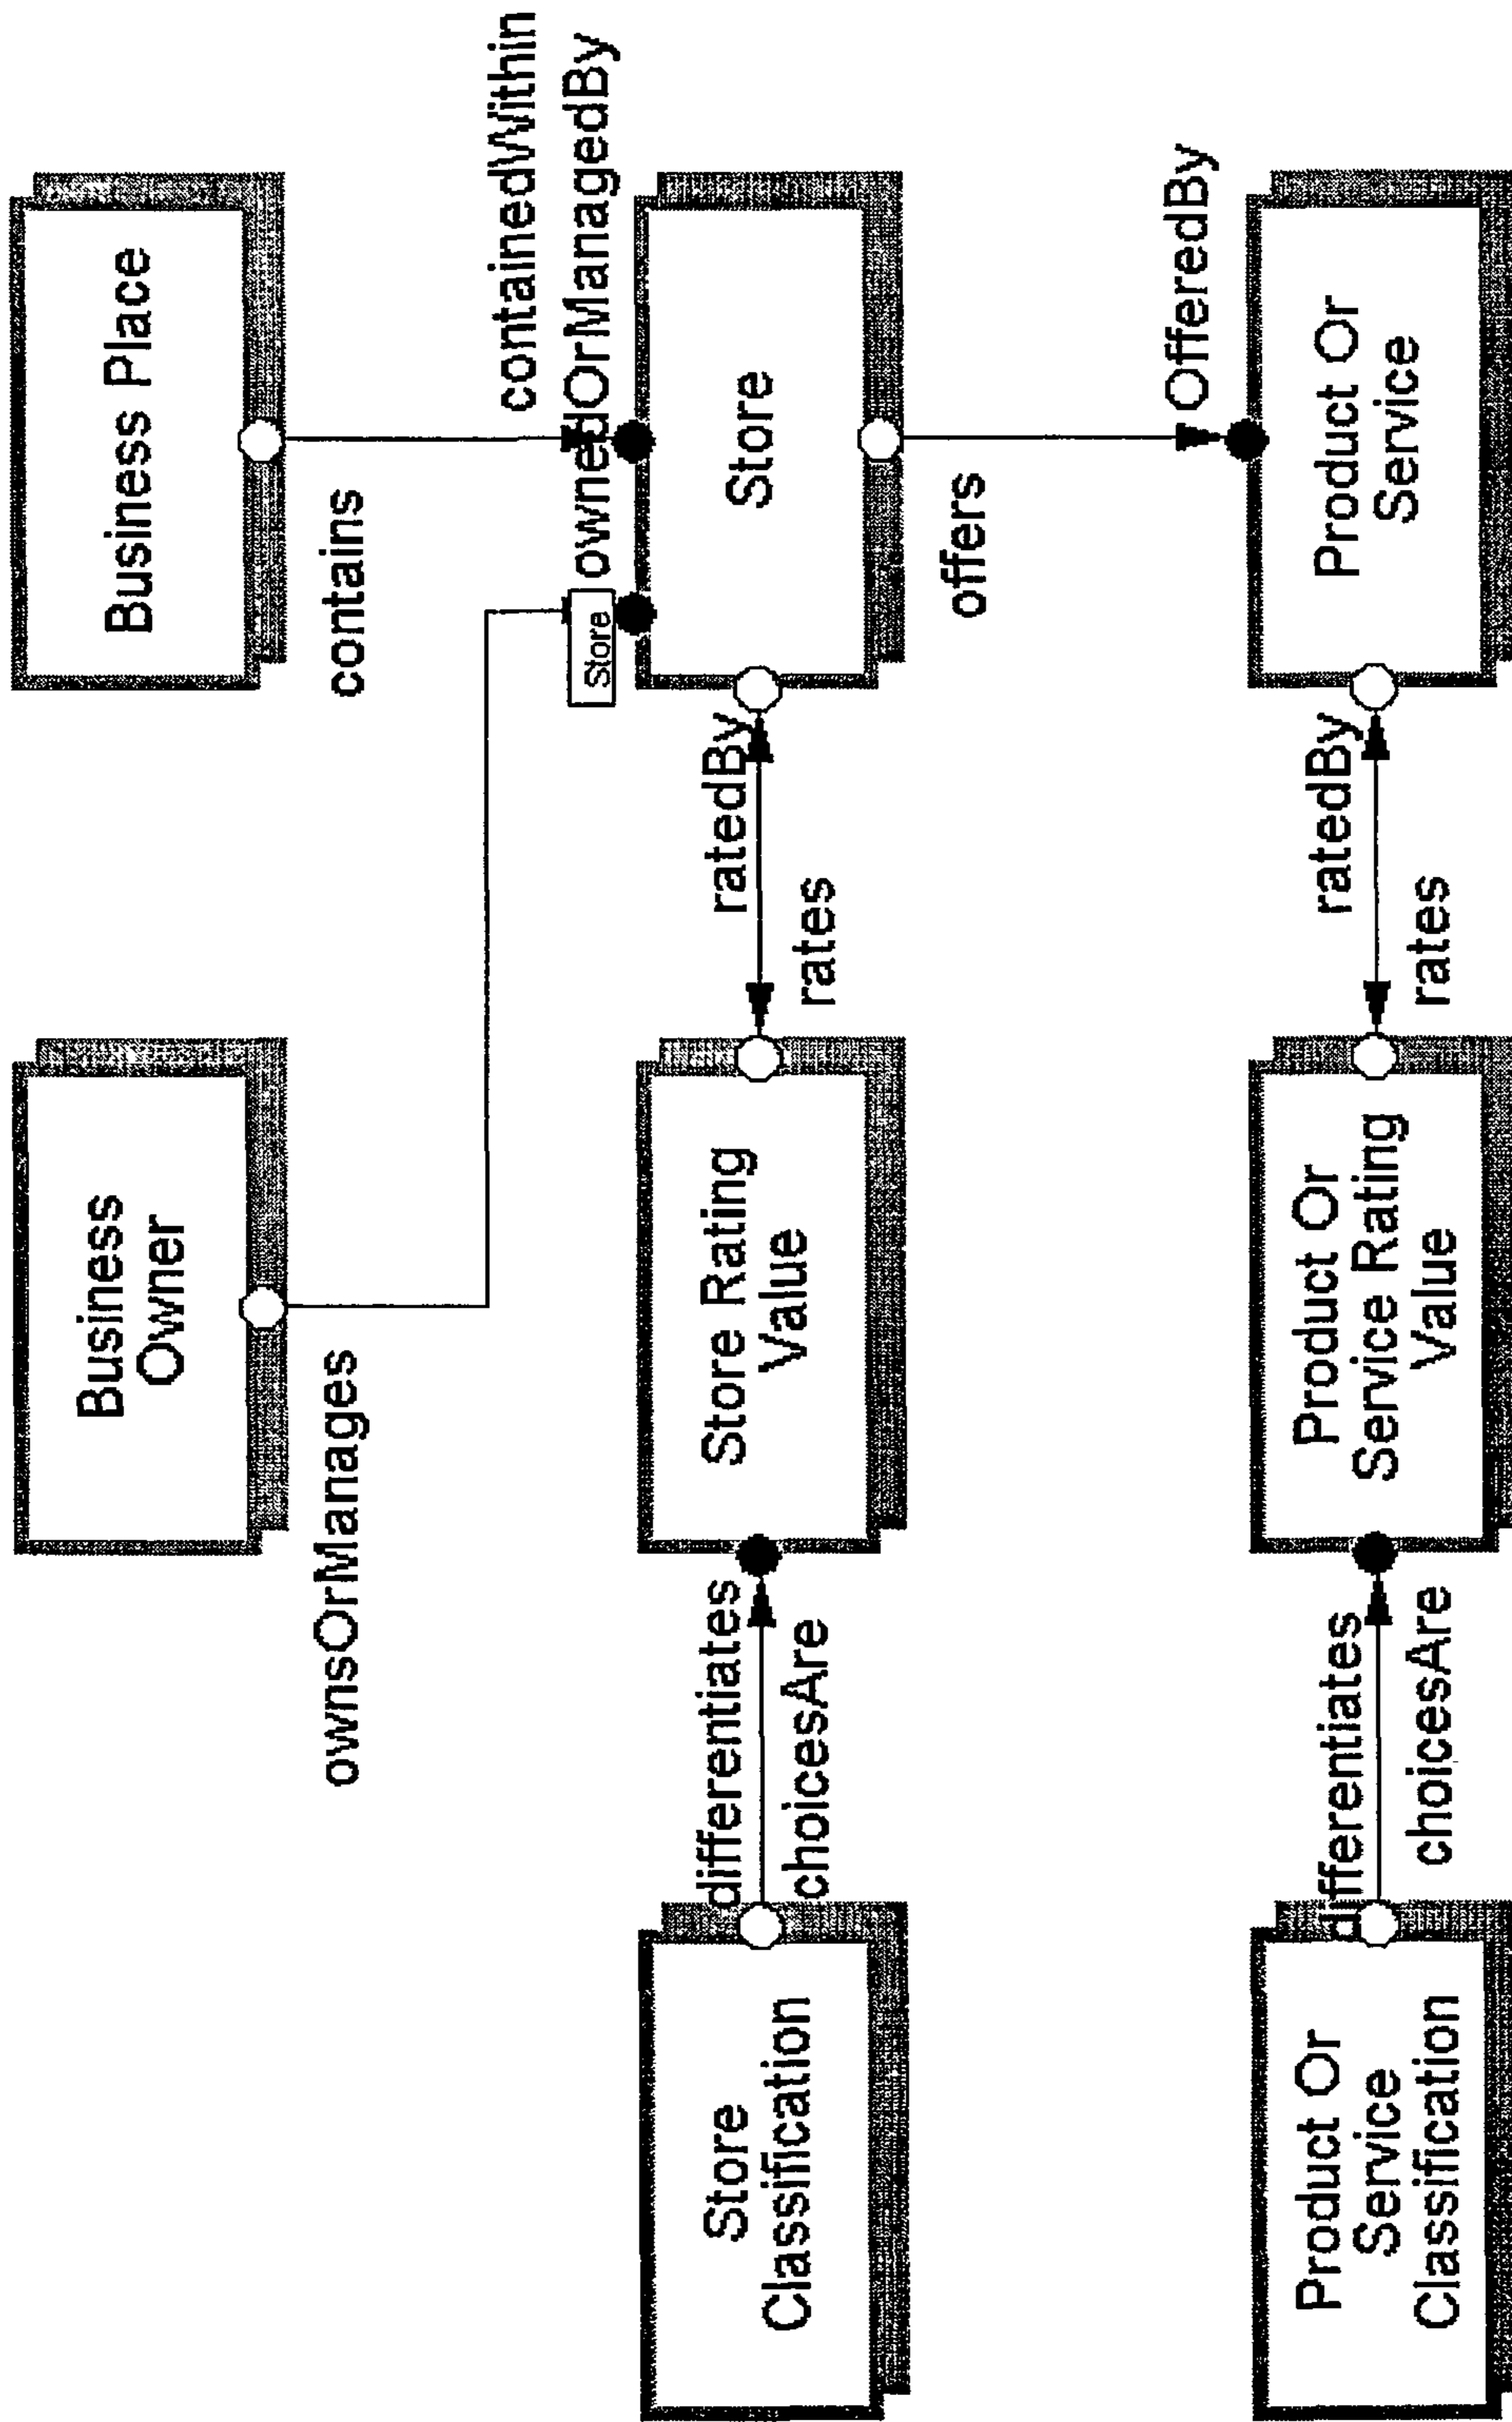 Business
Owner
Business Place
ownsOrManages
contains
containedWithin
Store
ownedOrManagedBy
Store
Classification
differentiates
choicesAre
Store Rating
Value
ratedBy
rates
Store
offers
OfferedBy
Product Or
Service
Classification
differentiates
choicesAre
Product Or
Service Rating
Value
ratedBy
rates
Product Or
Service